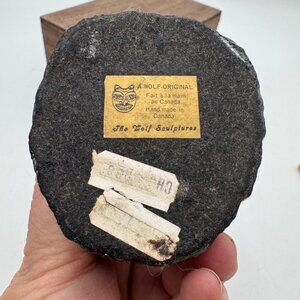 A WOLF ORIGINAL
Fait à la main
au Canada
Hand made in
Canada
The Wolf Sculptures